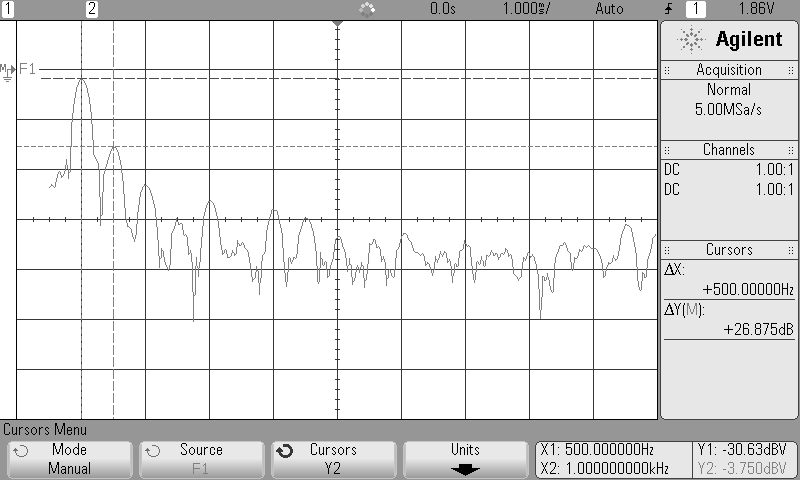 1 2 0.0s 1.000㎳/ Auto 1 1.86V
M F1
Agilent
Acquisition
Normal
5.00MSa/s
Channels
DC 1.00:1
DC 1.00:1
Cursors
ΔX:
+500.00000Hz
ΔY(M):
+26.875dB
Cursors Menu
Mode
Manual
Source
F1
Cursors
Y2
Units
X1: 500.000000Hz
X2: 1.000000000kHz
Y1: -30.63dBV
Y2: -3.750dBV